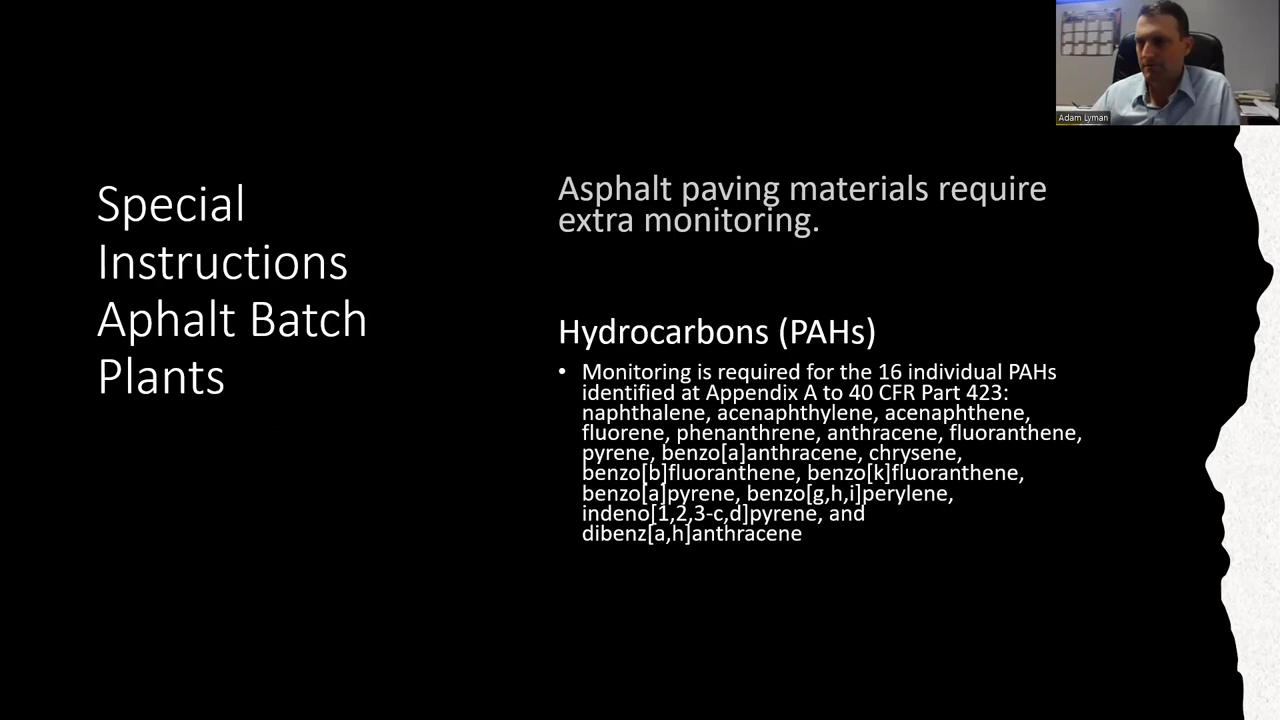 Special
Instructions
Aphalt Batch
Plants
Asphalt paving materials require
extra monitoring.
Hydrocarbons (PAHs)
• Monitoring is required for the 16 individual PAHs
identified at Appendix A to 40 CFR Part 423:
naphthalene, acenaphthylene, acenaphthene,
fluorene, phenanthrene, anthracene, fluoranthene,
pyrene, benzo[a]anthracene, chrysene,
benzo[b]fluoranthene, benzo[k]fluoranthene,
benzo[a]pyrene, benzo[g,h,i]perylene,
indeno[1,2,3-c,d]pyrene, and
dibenz[a,h]anthracene
Adam Lyman